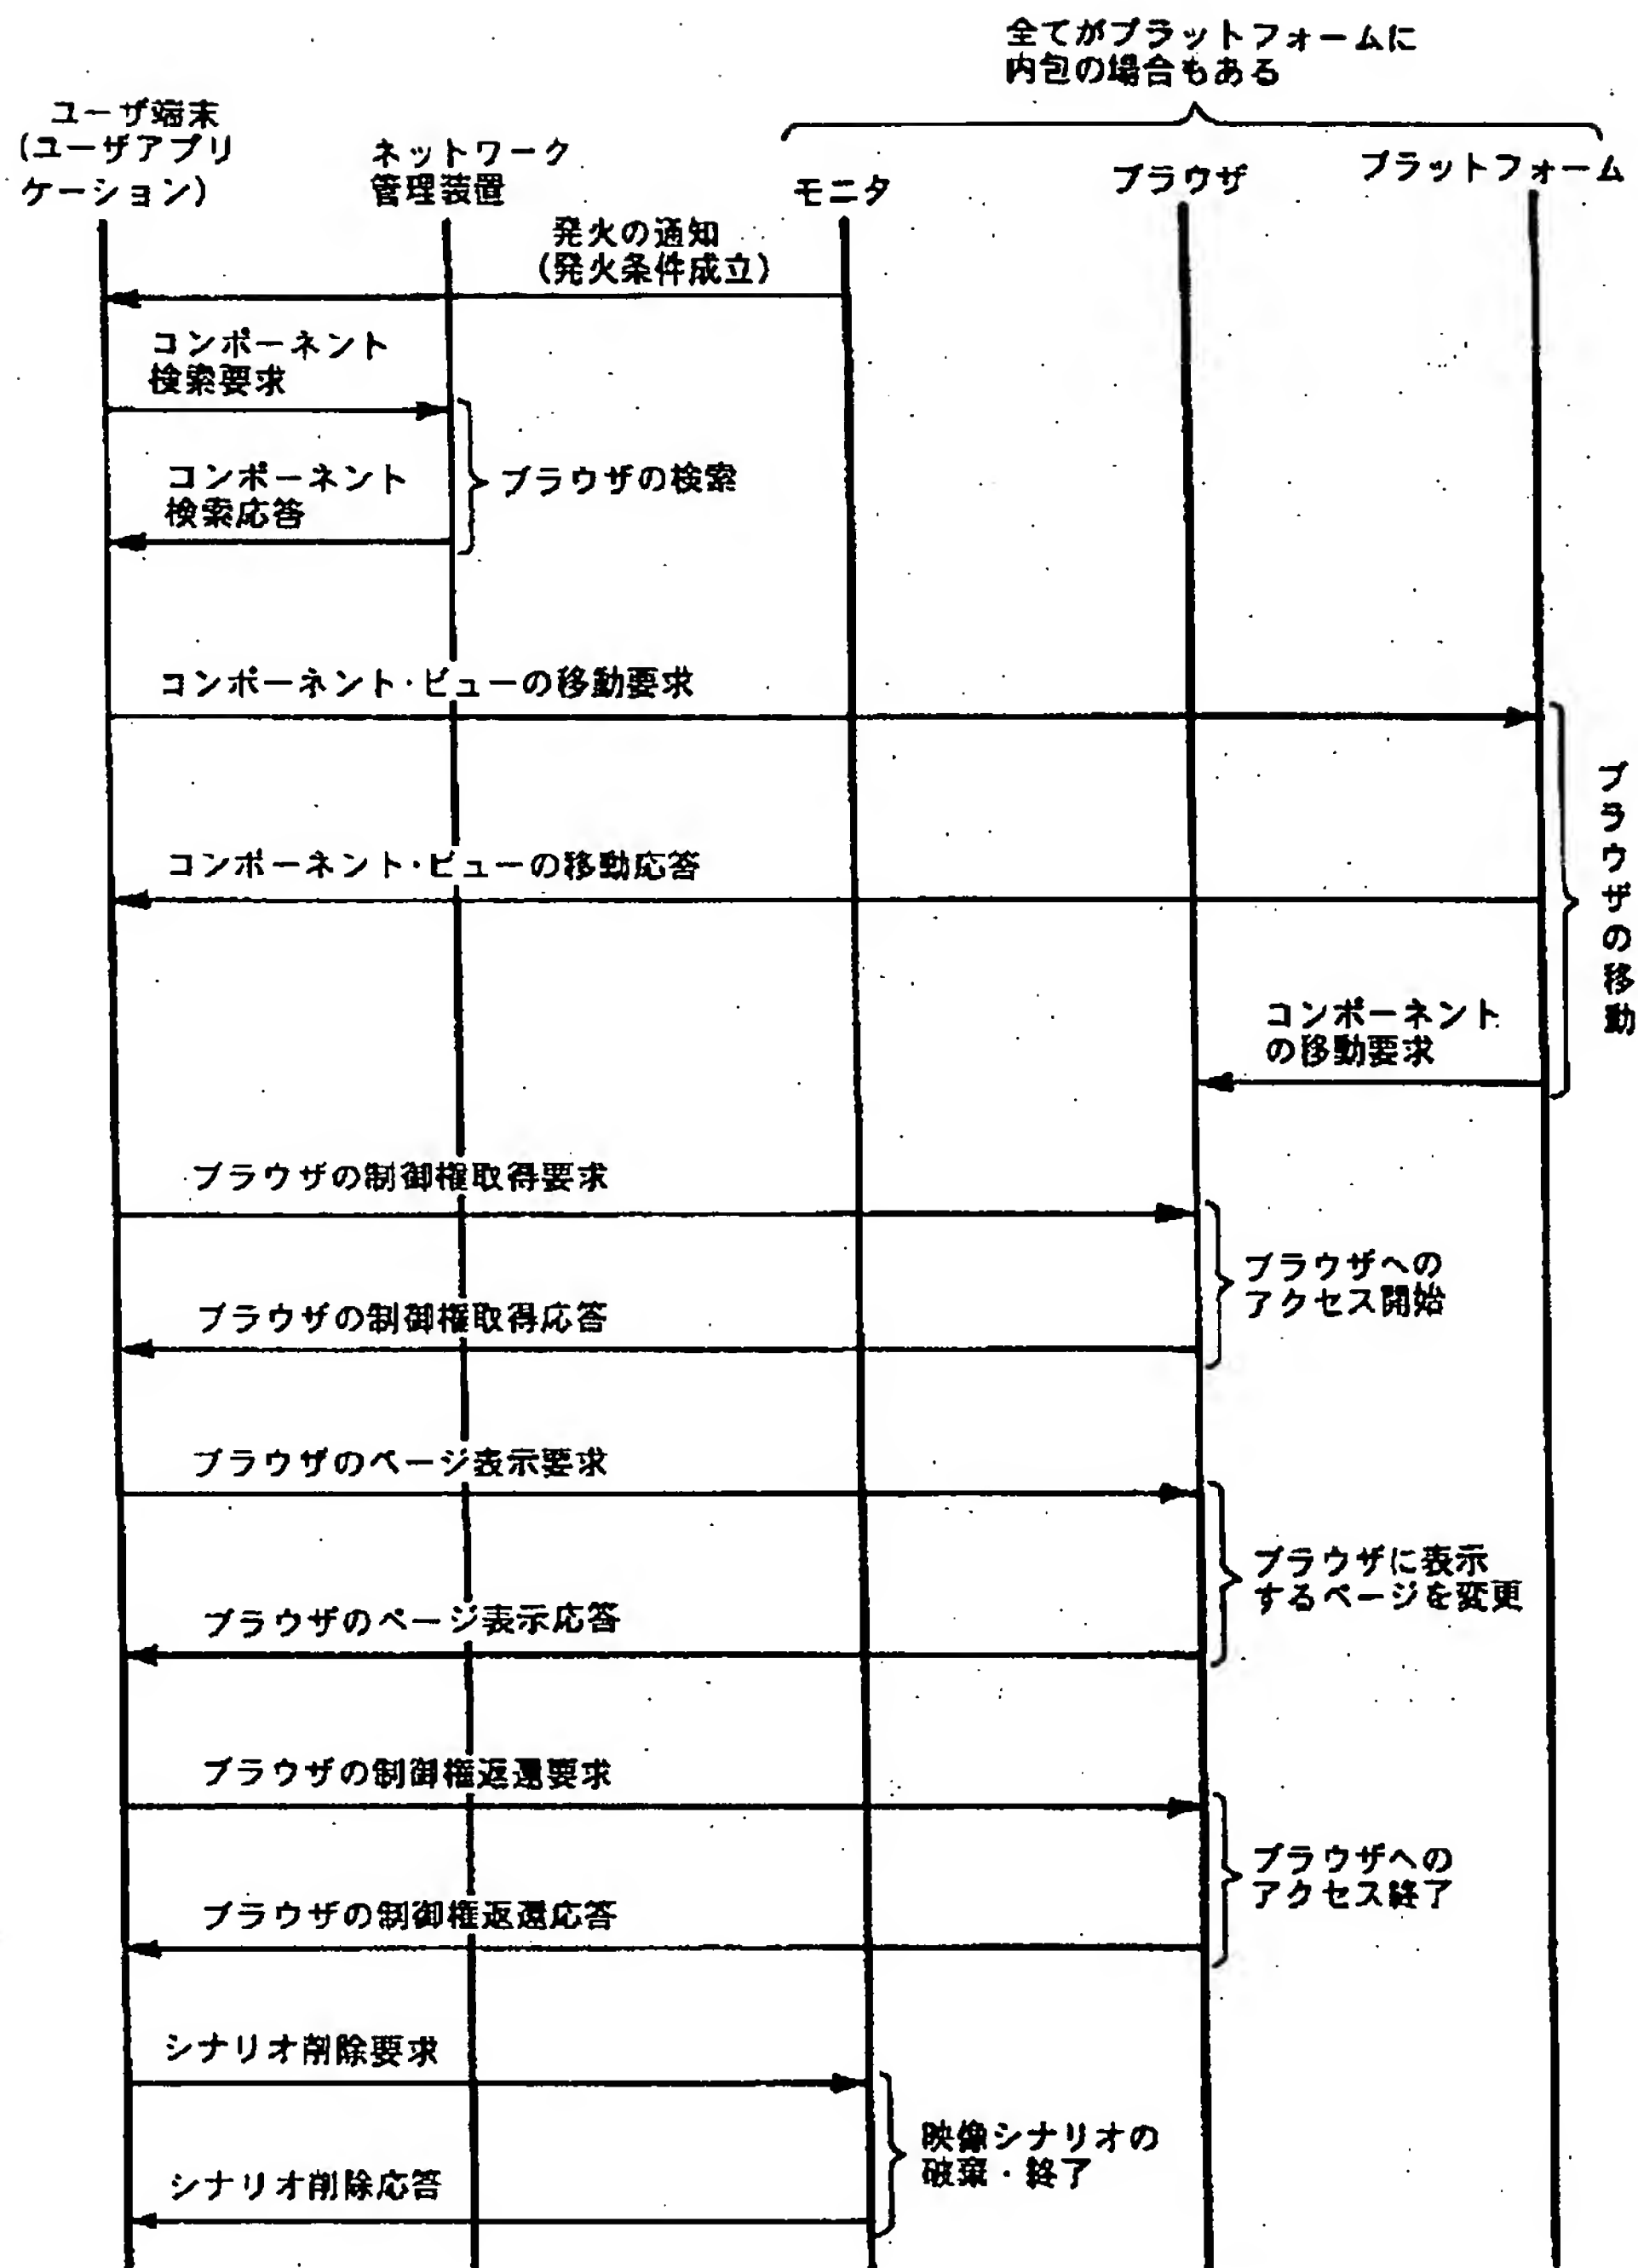 全てがプラットフォームに
内包の場合もある
ユーザ端末
(ユーザアプリ
ケーション)
ネットワーク
管理装置
モニタ
ブラウザ
プラットフォーム
発火の通知
(発火条件成立)
コンポーネント
検索要求
コンポーネント
検索応答
ブラウザの検索
コンポーネント・ビューの移動要求
コンポーネント・ビューの移動応答
ブラウザの移動
コンポーネント
の移動要求
ブラウザの制御権取得要求
ブラウザへの
アクセス開始
ブラウザの制御権取得応答
ブラウザのページ表示要求
ブラウザに表示
するページを変更
ブラウザのページ表示応答
ブラウザの制御権返還要求
ブラウザへの
アクセス終了
ブラウザの制御権返還応答
シナリオ削除要求
映像シナリオの
破棄・終了
シナリオ削除応答